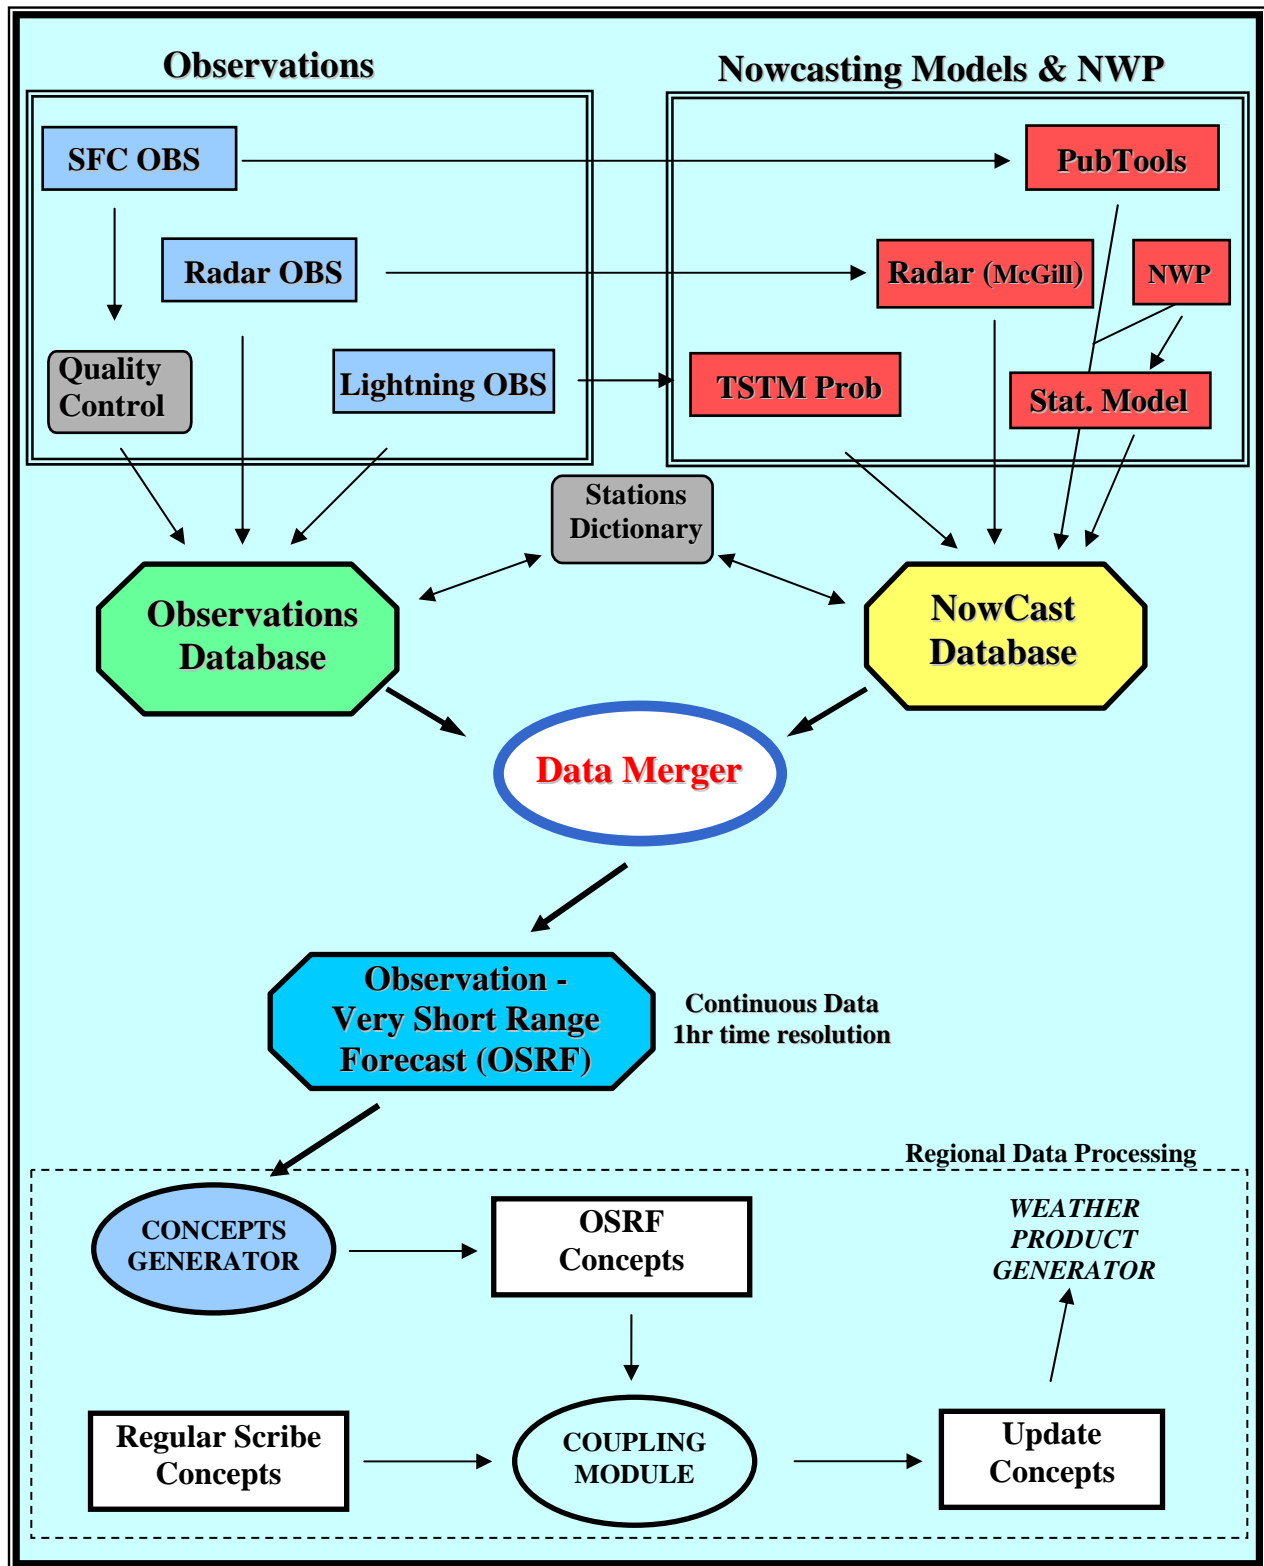 Observations
Nowcasting Models & NWP
SFC OBS
PubTools
Radar OBS
Radar (McGill)
NWP
Quality
Control
Lightning OBS
TSTM Prob
Stat. Model
Stations
Dictionary
Observations
Database
NowCast
Database
Data Merger
Observation -
Very Short Range
Forecast (OSRF)
Continuous Data
1hr time resolution
Regional Data Processing
CONCEPTS
GENERATOR
OSRF
Concepts
WEATHER
PRODUCT
GENERATOR
Regular Scribe
Concepts
COUPLING
MODULE
Update
Concepts